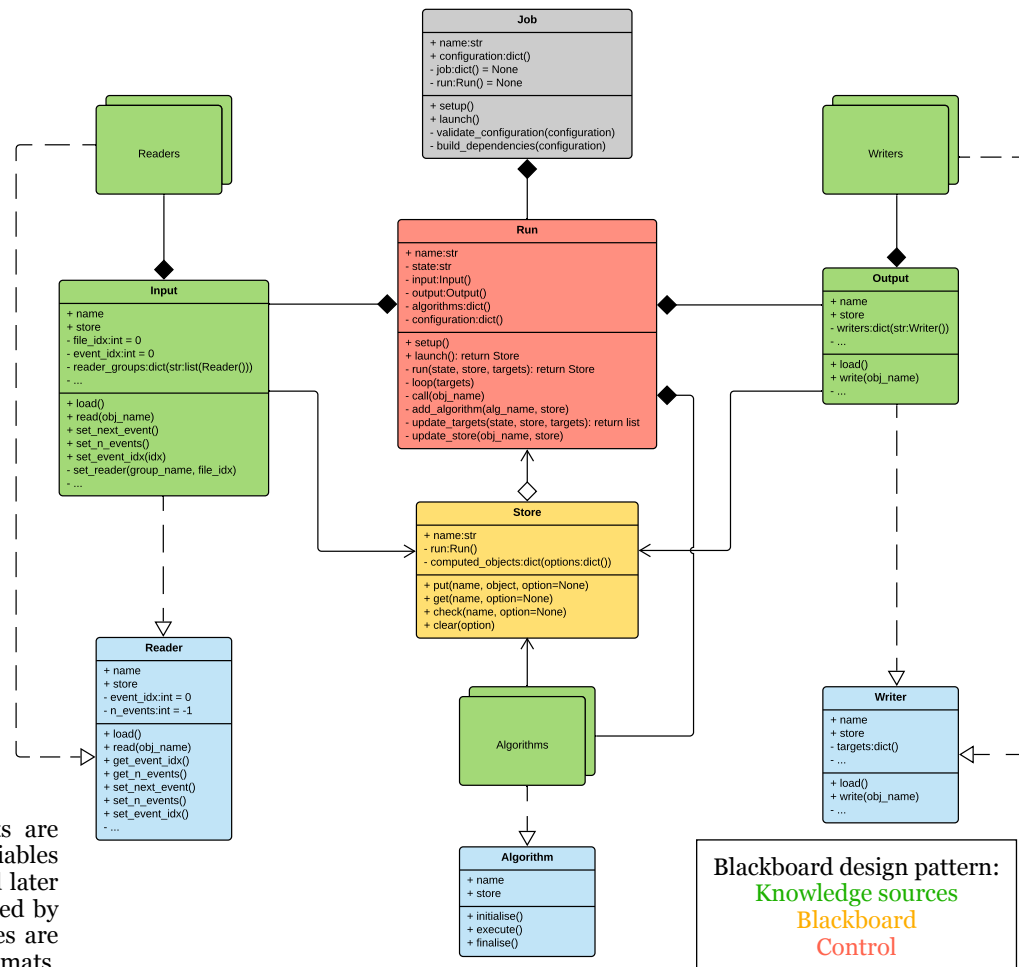 Job
+ name:str
+ configuration:dict()
- job:dict() = None
- run:Run() = None
+ setup()
+ launch()
- validate_configuration(configuration)
- build_dependencies(configuration)
Readers
Writers
Run
+ name:str
- state:str
- input:Input()
- output:Output()
- algorithms:dict()
- configuration:dict()
+ setup()
+ launch(): return Store
- run(state, store, targets): return Store
- loop(targets)
- call(obj_name)
- add_algorithm(alg_name, store)
- update_targets(state, store, targets): return list
- update_store(obj_name, store)
Input
+ name
+ store
- file_idx:int = 0
- event_idx:int = 0
- reader_groups:dict(str:list(Reader()))
- ...
+ load()
+ read(obj_name)
+ set_next_event()
+ set_n_events()
+ set_event_idx(idx)
- set_reader(group_name, file_idx)
- ...
Output
+ name
+ store
- writers:dict(str:Writer())
- ...
+ load()
+ write(obj_name)
- ...
Store
+ name:str
- run:Run()
- computed_objects:dict(options:dict())
+ put(name, object, option=None)
+ get(name, option=None)
+ check(name, option=None)
+ clear(option)
Reader
+ name
+ store
- event_idx:int = 0
- n_events:int = -1
+ load()
+ read(obj_name)
+ get_event_idx()
+ get_n_events()
+ set_next_event()
+ set_n_events()
+ set_event_idx()
- ...
Algorithms
Writer
+ name
+ store
- targets:dict()
- ...
+ load()
+ write(obj_name)
- ...
Algorithm
+ name
+ store
+ initialise()
+ execute()
+ finalise()
are
later
by
are
Blackboard design pattern:
Knowledge sources
Blackboard
Control